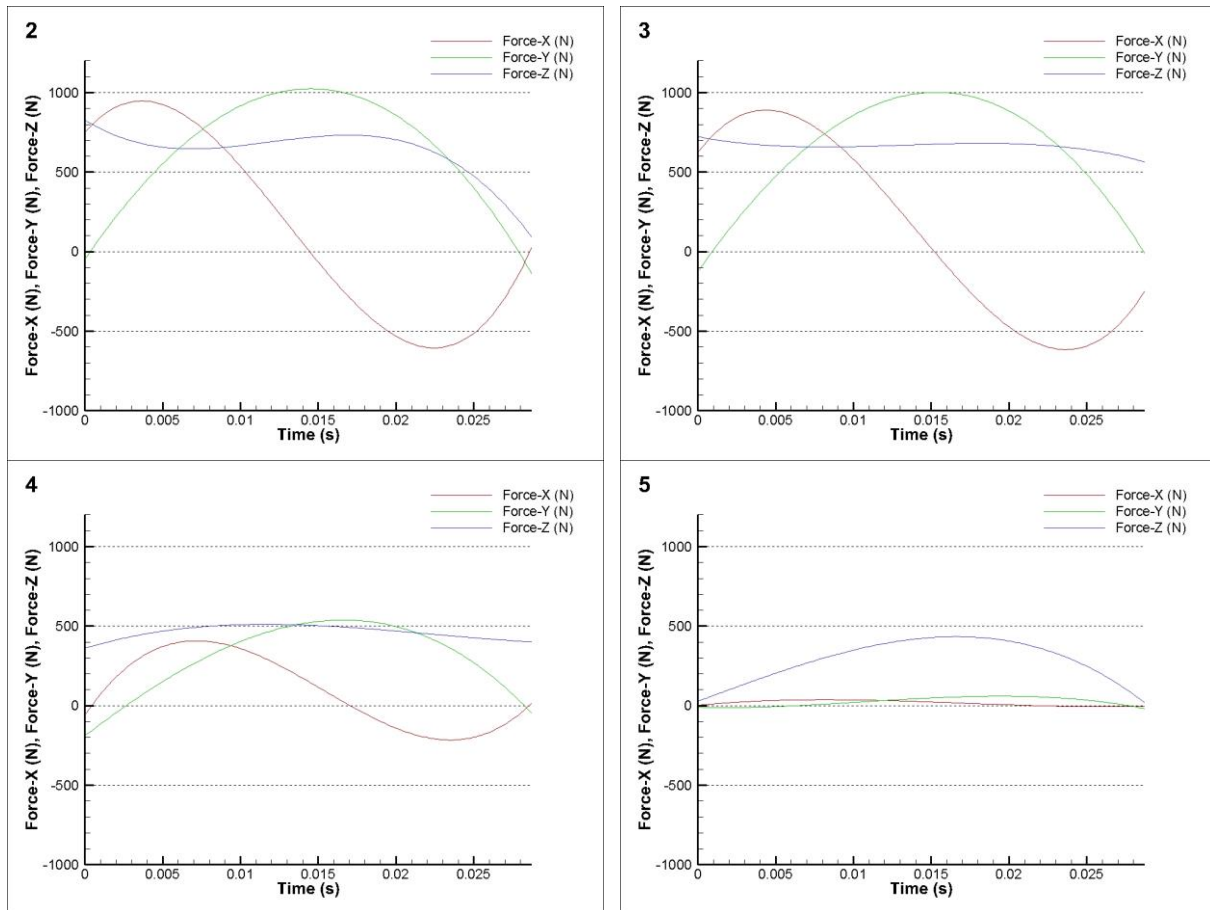 2
Force-X (N)
Force-Y (N)
Force-Z (N)
1000
500
0
-500
-1000
Force-X (N), Force-Y (N), Force-Z (N)
0 0.005 0.01 0.015 0.02 0.025
Time (s)
3
Force-X (N)
Force-Y (N)
Force-Z (N)
1000
500
0
-500
-1000
Force-X (N), Force-Y (N), Force-Z (N)
0 0.005 0.01 0.015 0.02 0.025
Time (s)
4
Force-X (N)
Force-Y (N)
Force-Z (N)
1000
500
0
-500
-1000
Force-X (N), Force-Y (N), Force-Z (N)
0 0.005 0.01 0.015 0.02 0.025
Time (s)
5
Force-X (N)
Force-Y (N)
Force-Z (N)
1000
500
0
-500
-1000
Force-X (N), Force-Y (N), Force-Z (N)
0 0.005 0.01 0.015 0.02 0.025
Time (s)